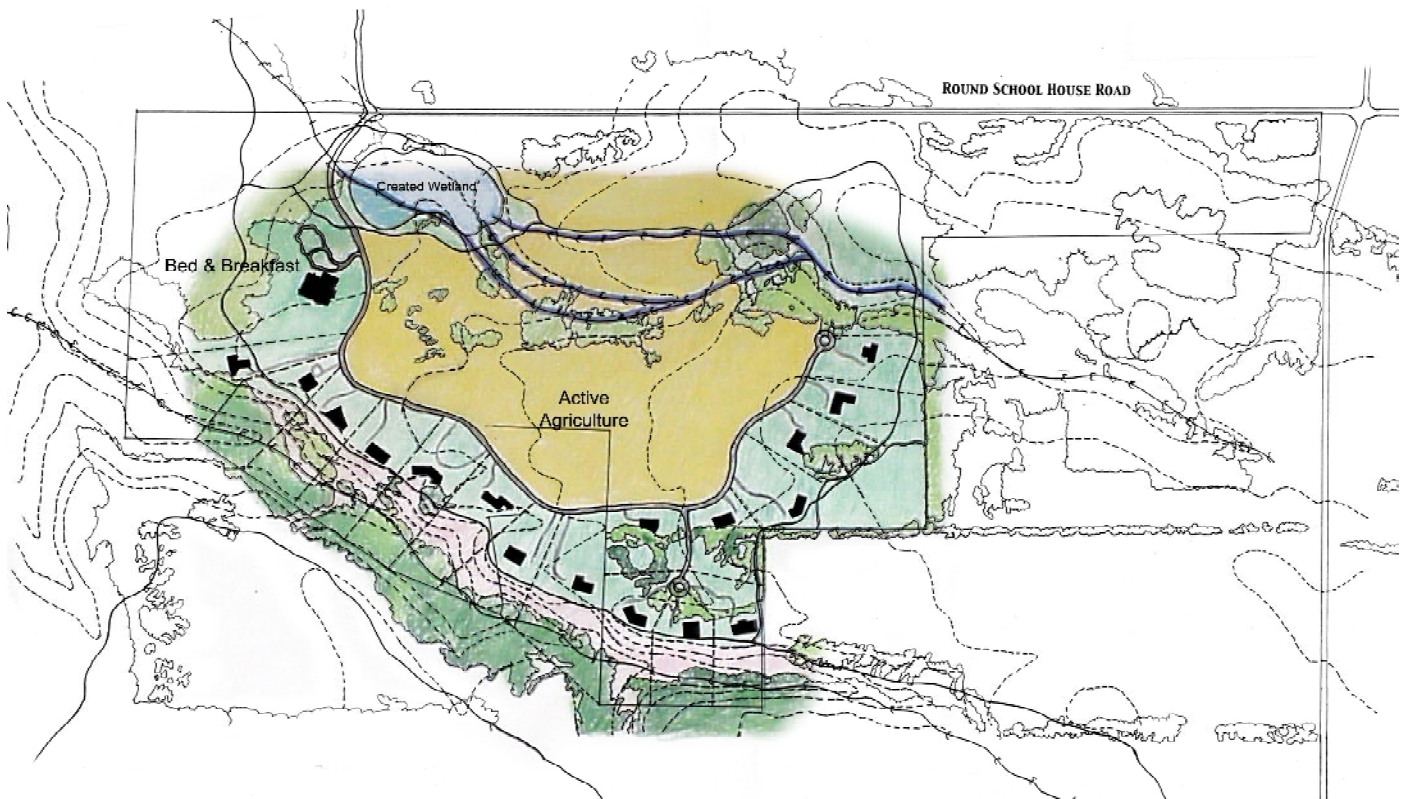 ROUND SCHOOL HOUSE ROAD
Created Wetland
Bed & Breakfast
Active
Agriculture